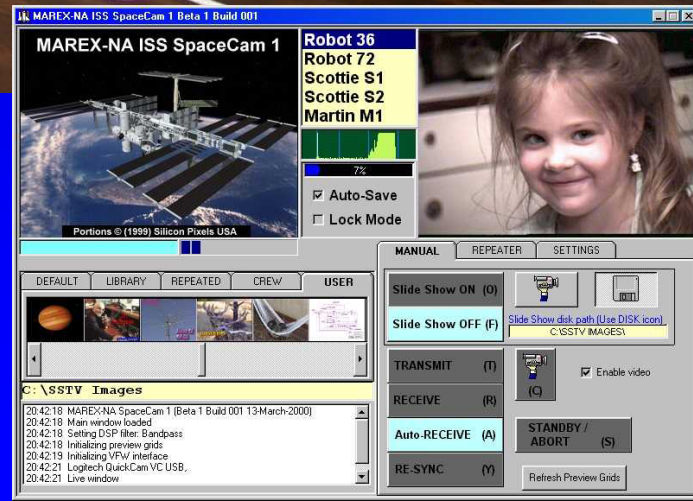 MAREX-NA ISS SpaceCam 1 Beta 1 Build 001
MAREX-NA ISS SpaceCam 1
Portions © (1999) Silicon Pixels USA
Robot 36
Robot 72
Scottie S1
Scottie S2
Martin M1
7%
Auto-Save
Lock Mode
DEFAULT
LIBRARY
REPEATED
CREW
USER
C:\SSTV Images
20:42:18 MAREX-NA SpaceCam 1 (Beta 1 Build 001 13-March-2000)
20:42:18 Main window loaded
20:42:18 Setting DSP filter: Bandpass
20:42:18 Initializing preview grids
20:42:19 Initializing VFW interface
20:42:21 Logitech QuickCam VC USB,
20:42:21 Live window
MANUAL
REPEATER
SETTINGS
Slide Show ON (O)
Slide Show OFF (F)
Slide Show disk path (Use DISK icon)
C:\SSTV IMAGES\
TRANSMIT (T)
RECEIVE (R)
Auto-RECEIVE (A)
RE-SYNC (Y)
(C)
Enable video
STANDBY /
ABORT (S)
Refresh Preview Grids